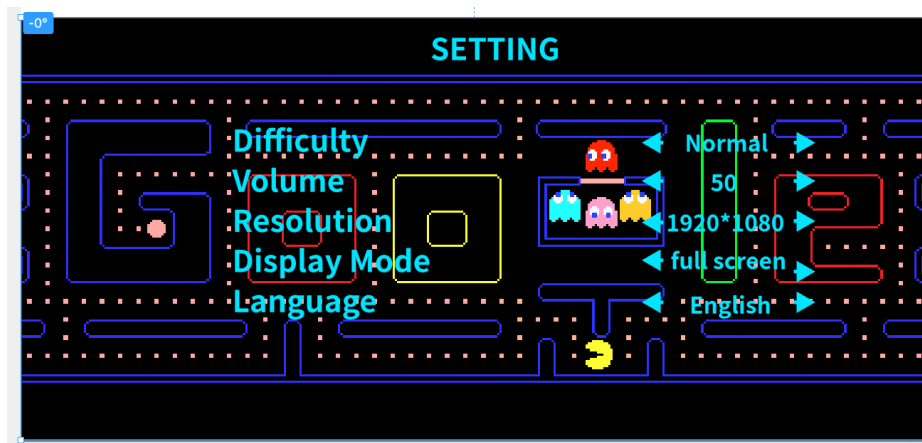 -0°
SETTING
Difficulty Normal
Volume 50
Resolution 1920*1080
Display Mode full screen
Language English